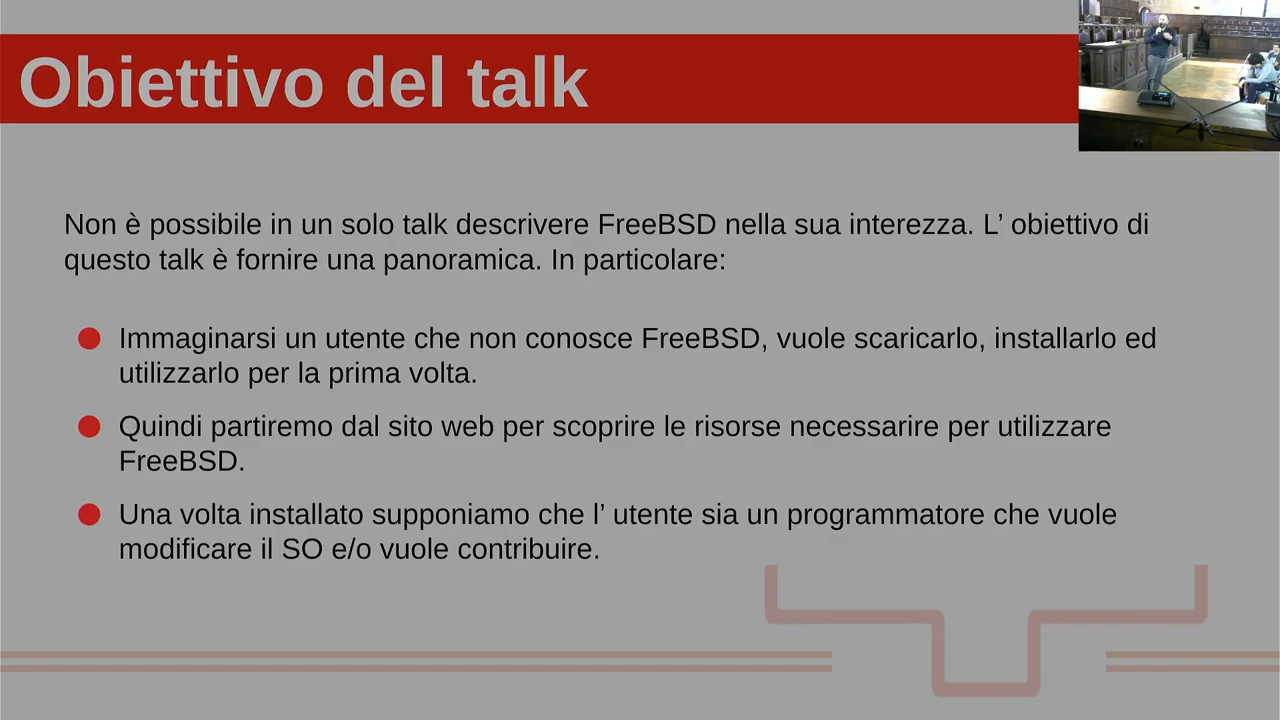 Obiettivo del talk
Non è possibile in un solo talk descrivere FreeBSD nella sua interezza. L’ obiettivo di
questo talk è fornire una panoramica. In particolare:
Immaginarsi un utente che non conosce FreeBSD, vuole scaricarlo, installarlo ed
utilizzarlo per la prima volta.
Quindi partiremo dal sito web per scoprire le risorse necessarire per utilizzare
FreeBSD.
Una volta installato supponiamo che l’ utente sia un programmatore che vuole
modificare il SO e/o vuole contribuire.